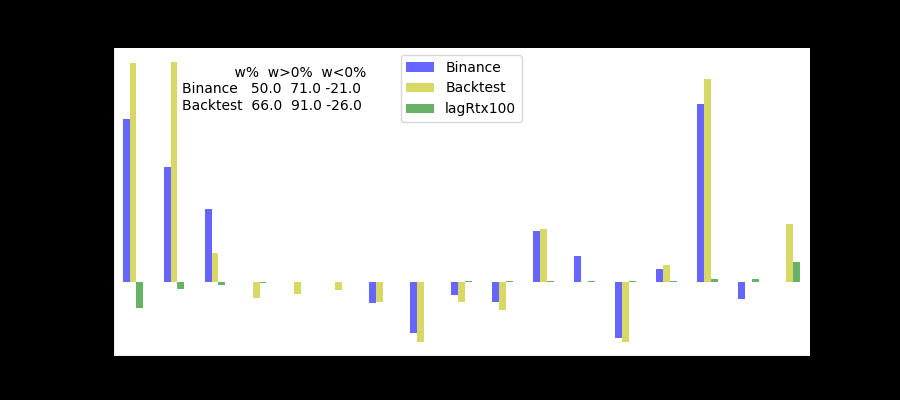 w%  w>0%  w<0%
Binance   50.0  71.0 -21.0
Backtest  66.0  91.0 -26.0
Binance
Backtest
lagRtx100